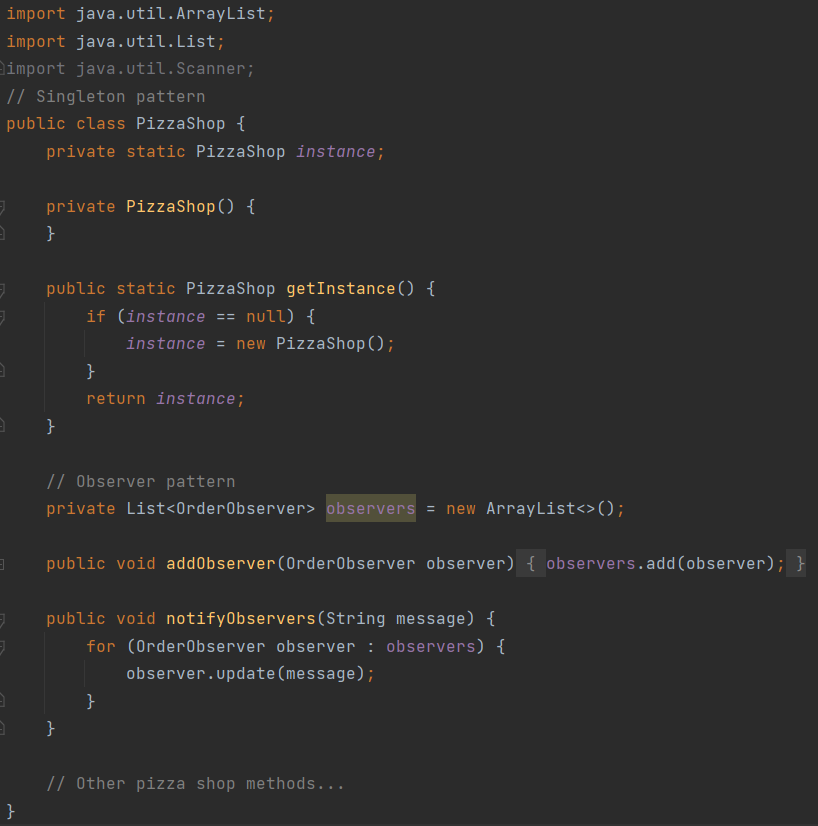 import java.util.ArrayList;
import java.util.List;
import java.util.Scanner;
// Singleton pattern
public class PizzaShop {
    private static PizzaShop instance;

    private PizzaShop() {
    }

    public static PizzaShop getInstance() {
        if (instance == null) {
            instance = new PizzaShop();
        }
        return instance;
    }

    // Observer pattern
    private List<OrderObserver> observers = new ArrayList<>();

    public void addObserver(OrderObserver observer) { observers.add(observer); }

    public void notifyObservers(String message) {
        for (OrderObserver observer : observers) {
            observer.update(message);
        }
    }

    // Other pizza shop methods...
}